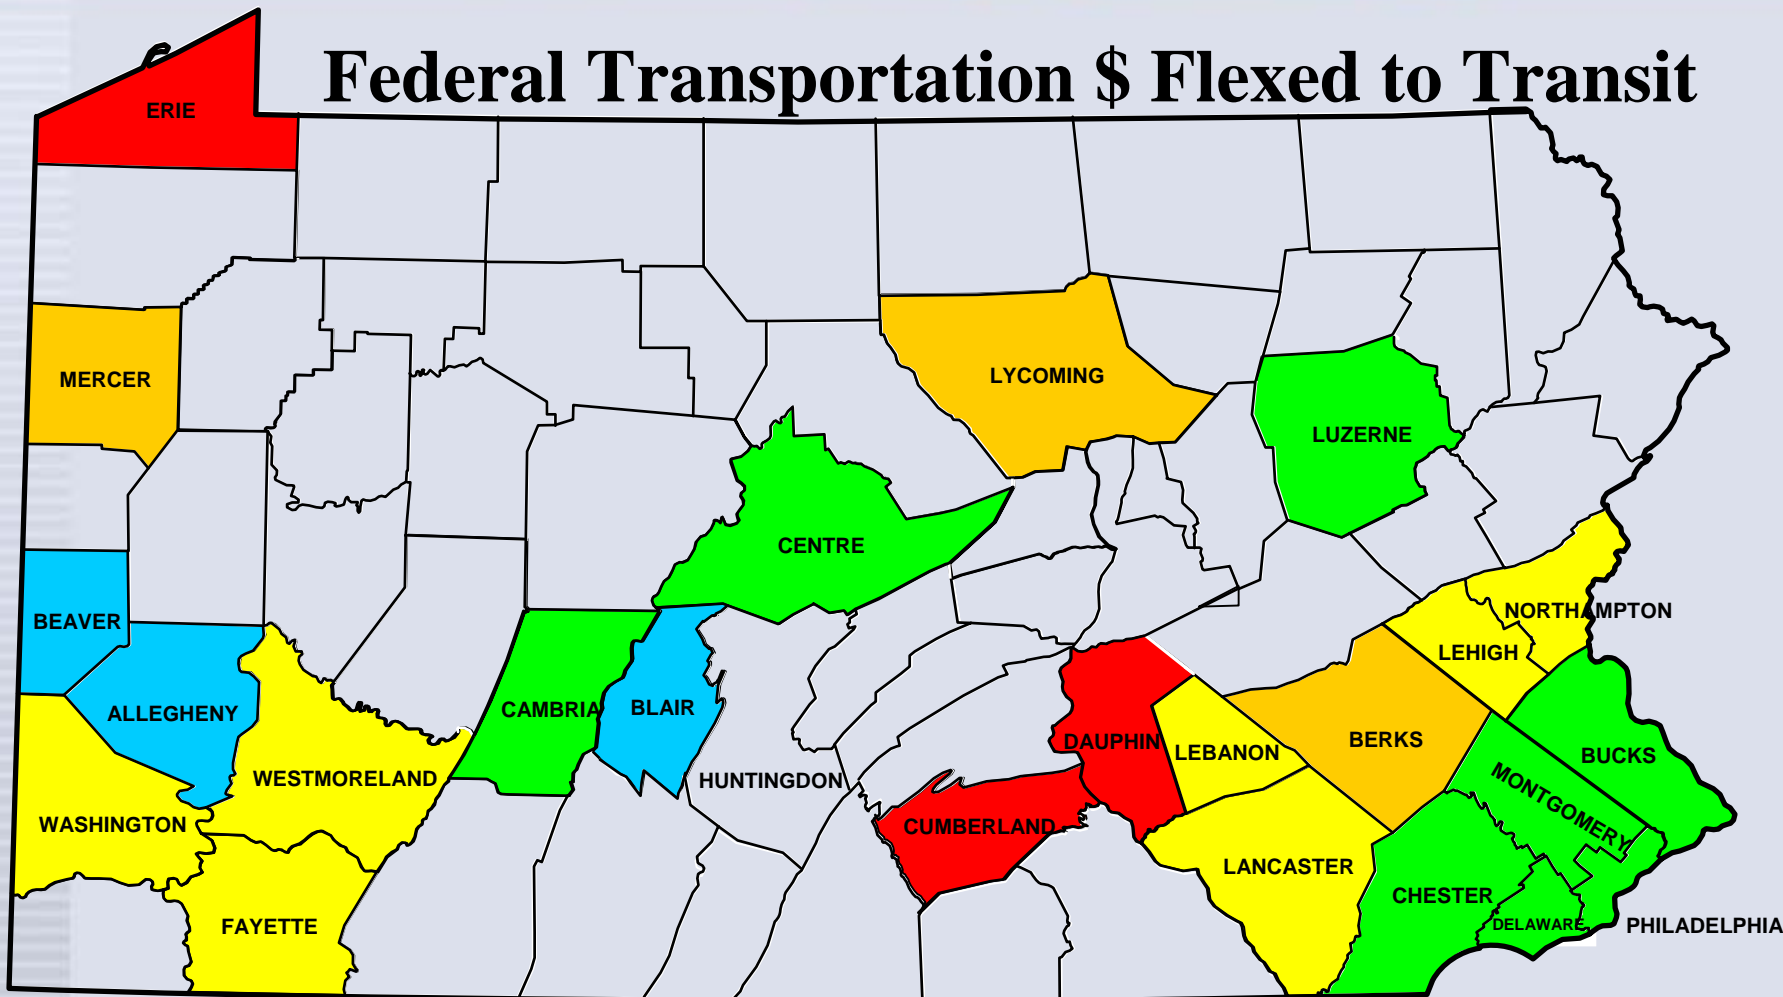 Federal Transportation $ Flexed to Transit
ERIE
MERCER
LYCOMING
LUZERNE
CENTRE
BEAVER
NORTHAMPTON
LEHIGH
ALLEGHENY
CAMBRIA
BLAIR
DAUPHIN
LEBANON
BERKS
BUCKS
WESTMORELAND
HUNTINGDON
MONTGOMERY
WASHINGTON
CUMBERLAND
LANCASTER
CHESTER
FAYETTE
DELAWARE
PHILADELPHIA